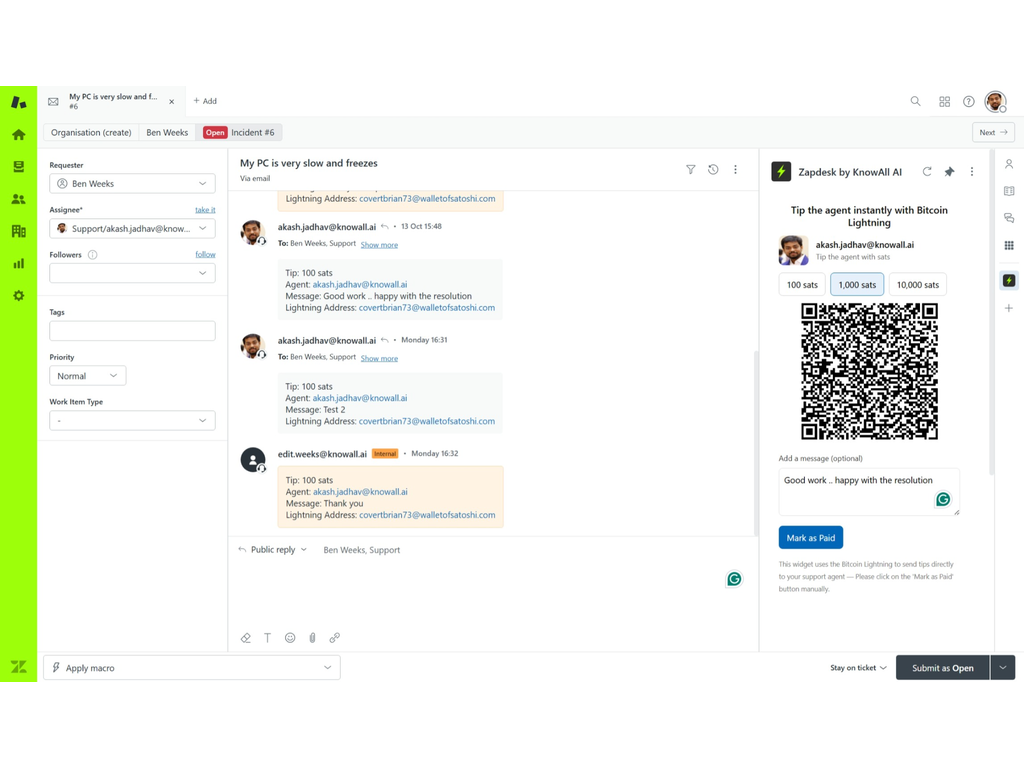 My PC is very slow and f...
#6
+ Add
Organisation (create)
Ben Weeks
Open Incident #6
Next
Requester
Ben Weeks
Assignee*
take it
Support/akash.jadhav@know...
Followers
follow
Tags
Priority
Normal
Work Item Type
-
My PC is very slow and freezes
Via email
Lightning Address: covertbrian73@walletofsatoshi.com
akash.jadhav@knowall.ai • 13 Oct 15:48
To: Ben Weeks, Support Show more
Tip: 100 sats
Agent: akash.jadhav@knowall.ai
Message: Good work .. happy with the resolution
Lightning Address: covertbrian73@walletofsatoshi.com
akash.jadhav@knowall.ai • Monday 16:31
To: Ben Weeks, Support Show more
Tip: 100 sats
Agent: akash.jadhav@knowall.ai
Message: Test 2
Lightning Address: covertbrian73@walletofsatoshi.com
edit.weeks@knowall.ai Internal • Monday 16:32
Tip: 100 sats
Agent: akash.jadhav@knowall.ai
Message: Thank you
Lightning Address: covertbrian73@walletofsatoshi.com
Public reply
Ben Weeks, Support
Zapdesk by KnowAll AI
Tip the agent instantly with Bitcoin
Lightning
akash.jadhav@knowall.ai
Tip the agent with sats
100 sats
1,000 sats
10,000 sats
Add a message (optional)
Good work .. happy with the resolution
Mark as Paid
This widget uses the Bitcoin Lightning to send tips directly
to your support agent — Please click on the 'Mark as Paid'
button manually.
Apply macro
Stay on ticket
Submit as Open